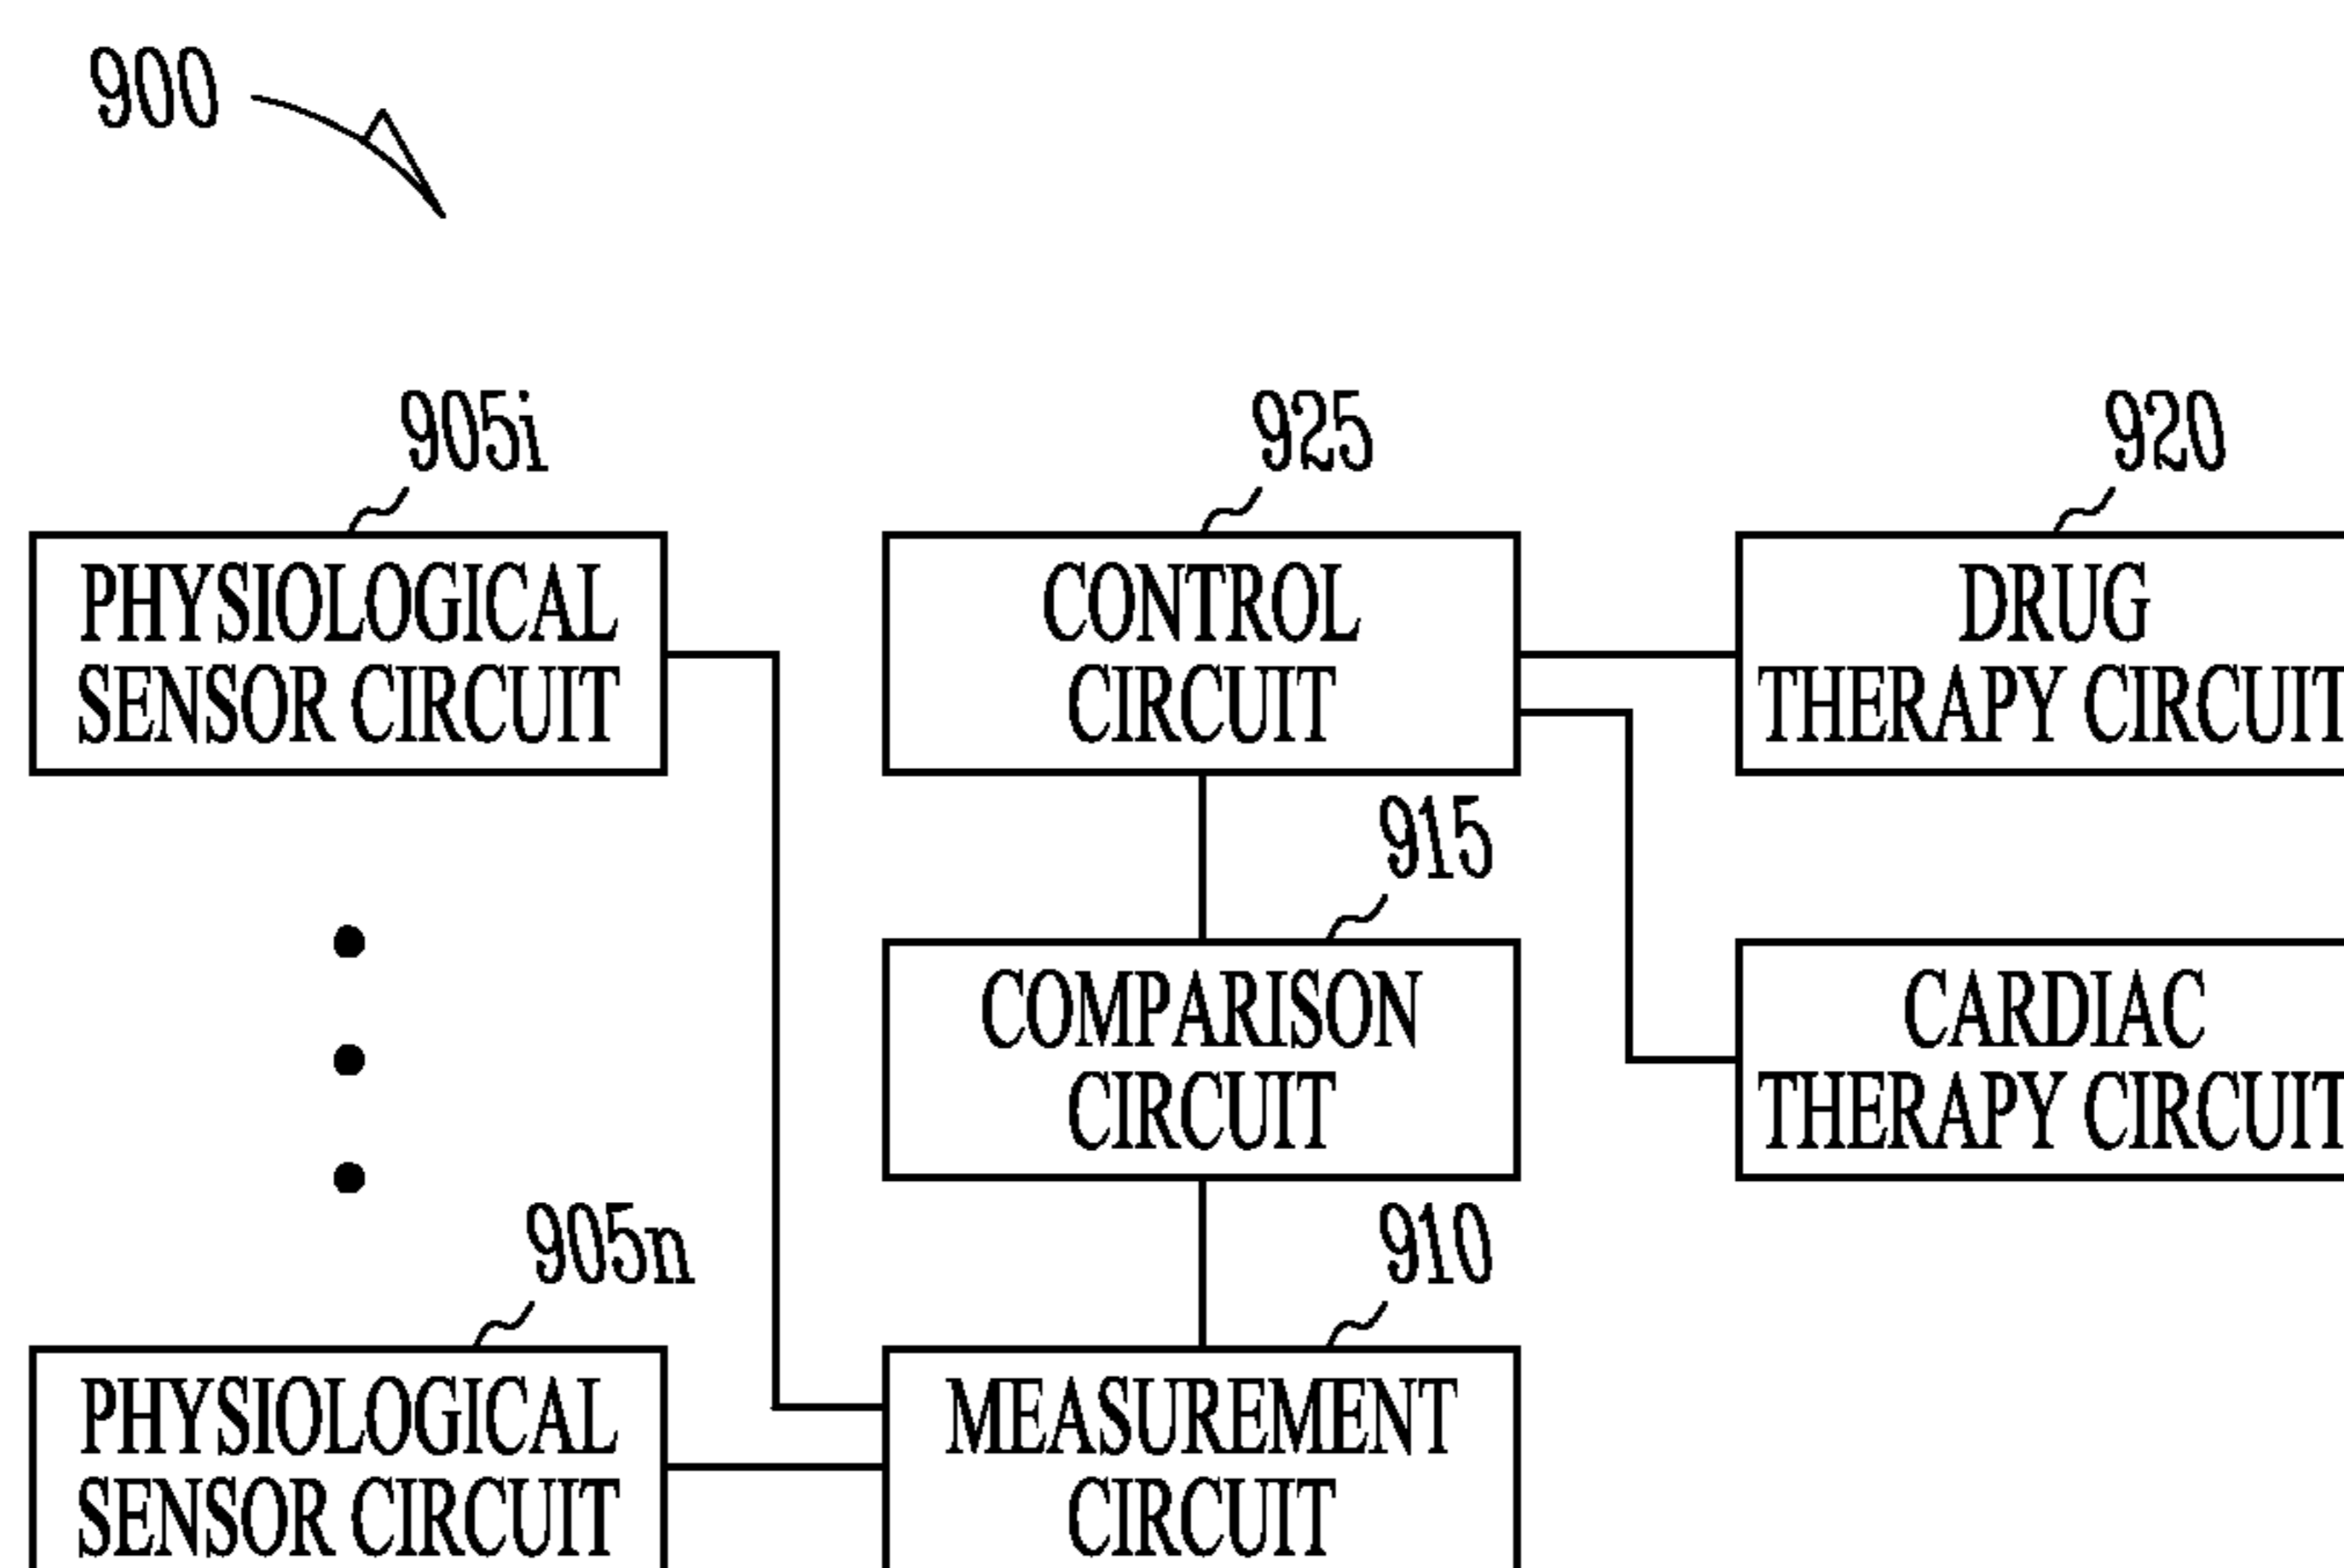 900
905i
PHYSIOLOGICAL
SENSOR CIRCUIT
925
CONTROL
CIRCUIT
920
DRUG
THERAPY CIRCUIT
915
COMPARISON
CIRCUIT
CARDIAC
THERAPY CIRCUIT
905n
PHYSIOLOGICAL
SENSOR CIRCUIT
910
MEASUREMENT
CIRCUIT